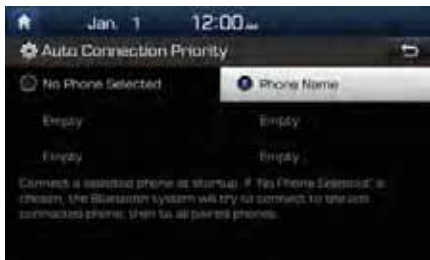 Jan. 1 12:00 AM
Auto Connection Priority
No Phone Selected Phone Name
Empty Empty
Empty Empty
Connect a selected phone at startup. If "No Phone Selected" is
chosen, the Bluetooth system will try to connect to the last
connected phone, then to all paired phones.